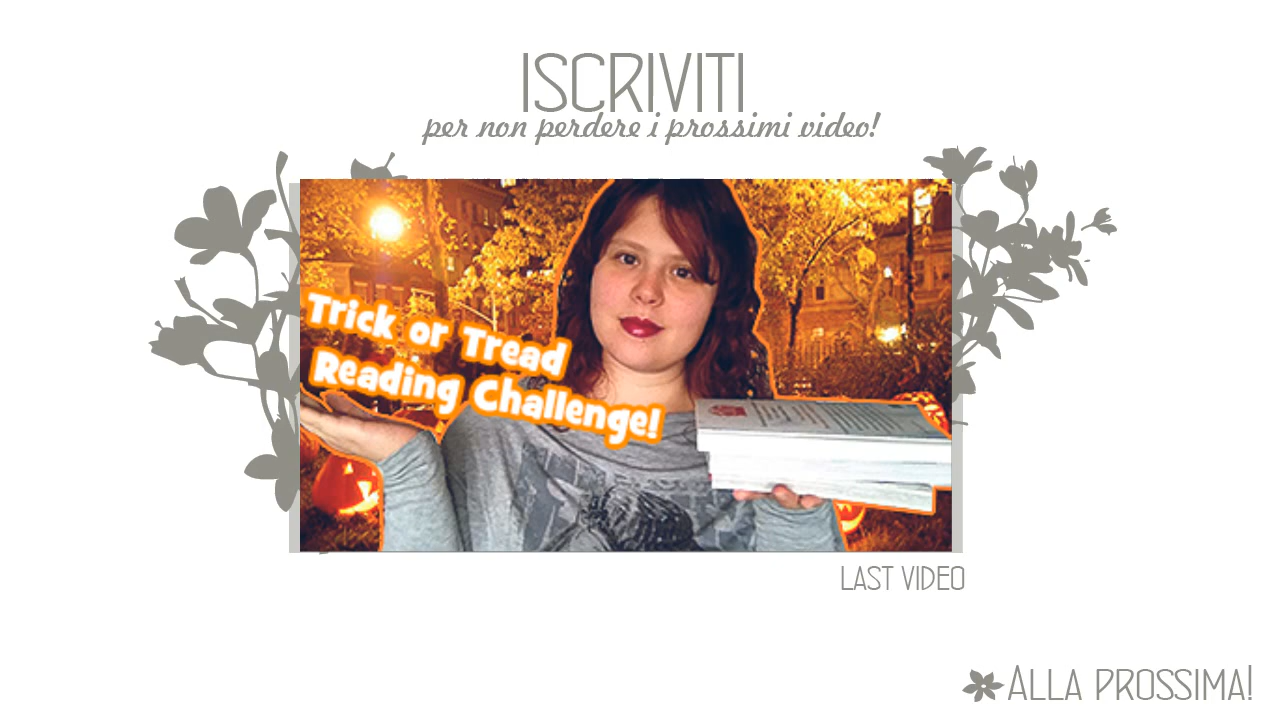 ISCRIVITI
per non perdere i prossimi video!
Trick or Tread
Reading Challenge!
LAST VIDEO
ALLA PROSSIMA!